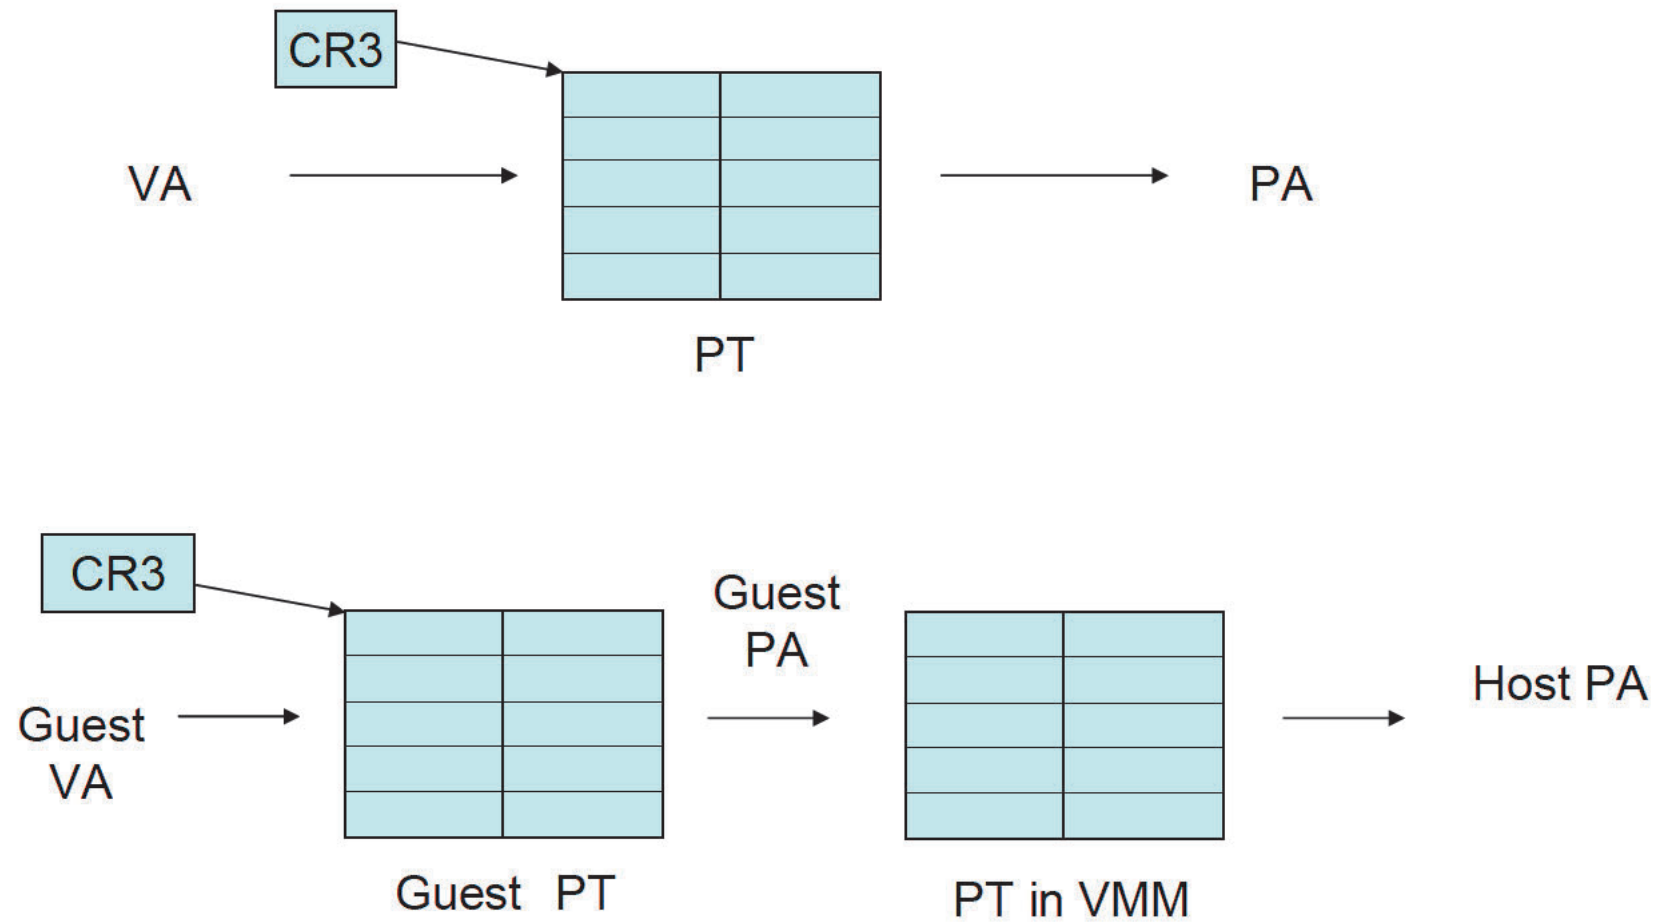 CR3
VA
PA
PT
CR3
Guest
PA
Host PA
Guest
VA
Guest PT
PT in VMM